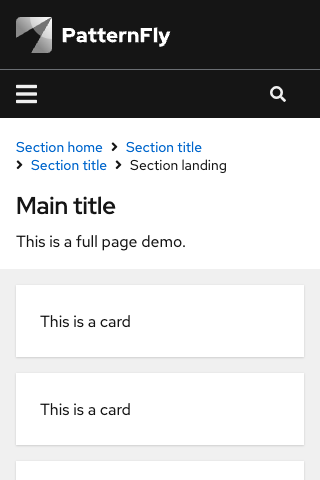 PatternFly
Section home > Section title
> Section title > Section landing
Main title
This is a full page demo.
This is a card
This is a card